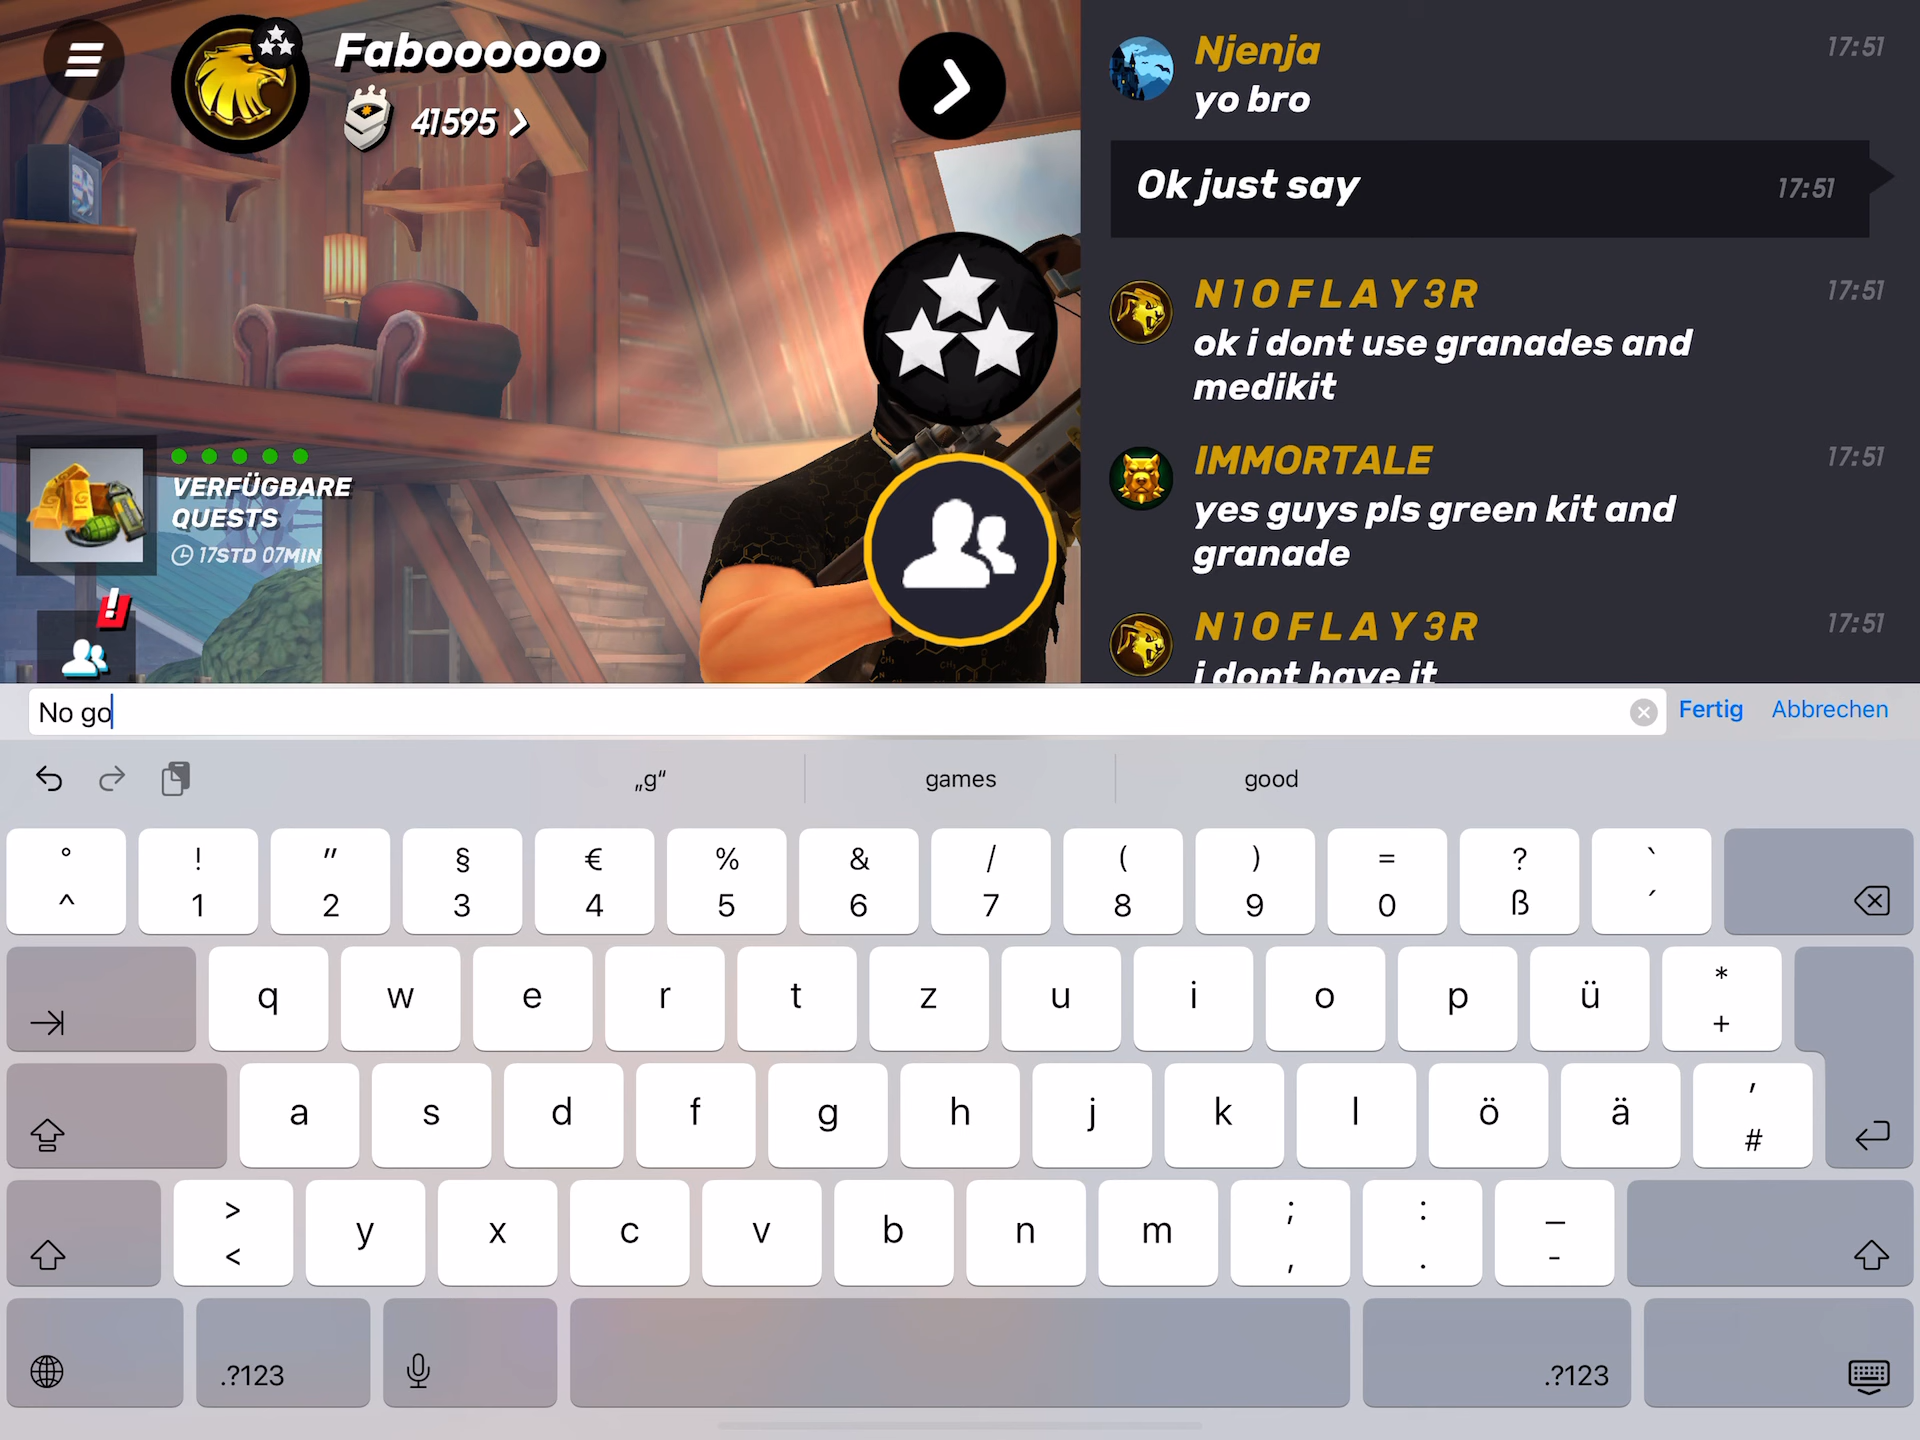 Faboooooo
41595
VERFÜGBARE
QUESTS
17STD 07MIN
!
Njenja 17:51
yo bro
Ok just say 17:51
N1OFLAY3R 17:51
ok i dont use granades and
medikit
IMMORTALE 17:51
yes guys pls green kit and
granade
N1OFLAY3R 17:51
i dont have it
No go
Fertig Abbrechen
„g“ games good
° ! " § € % & / ( ) = ? `
^ 1 2 3 4 5 6 7 8 9 0 ß ´
q w e r t z u i o p ü * +
a s d f g h j k l ö ä ' #
> < y x c v b n m ; , : . _ -
.?123 .?123